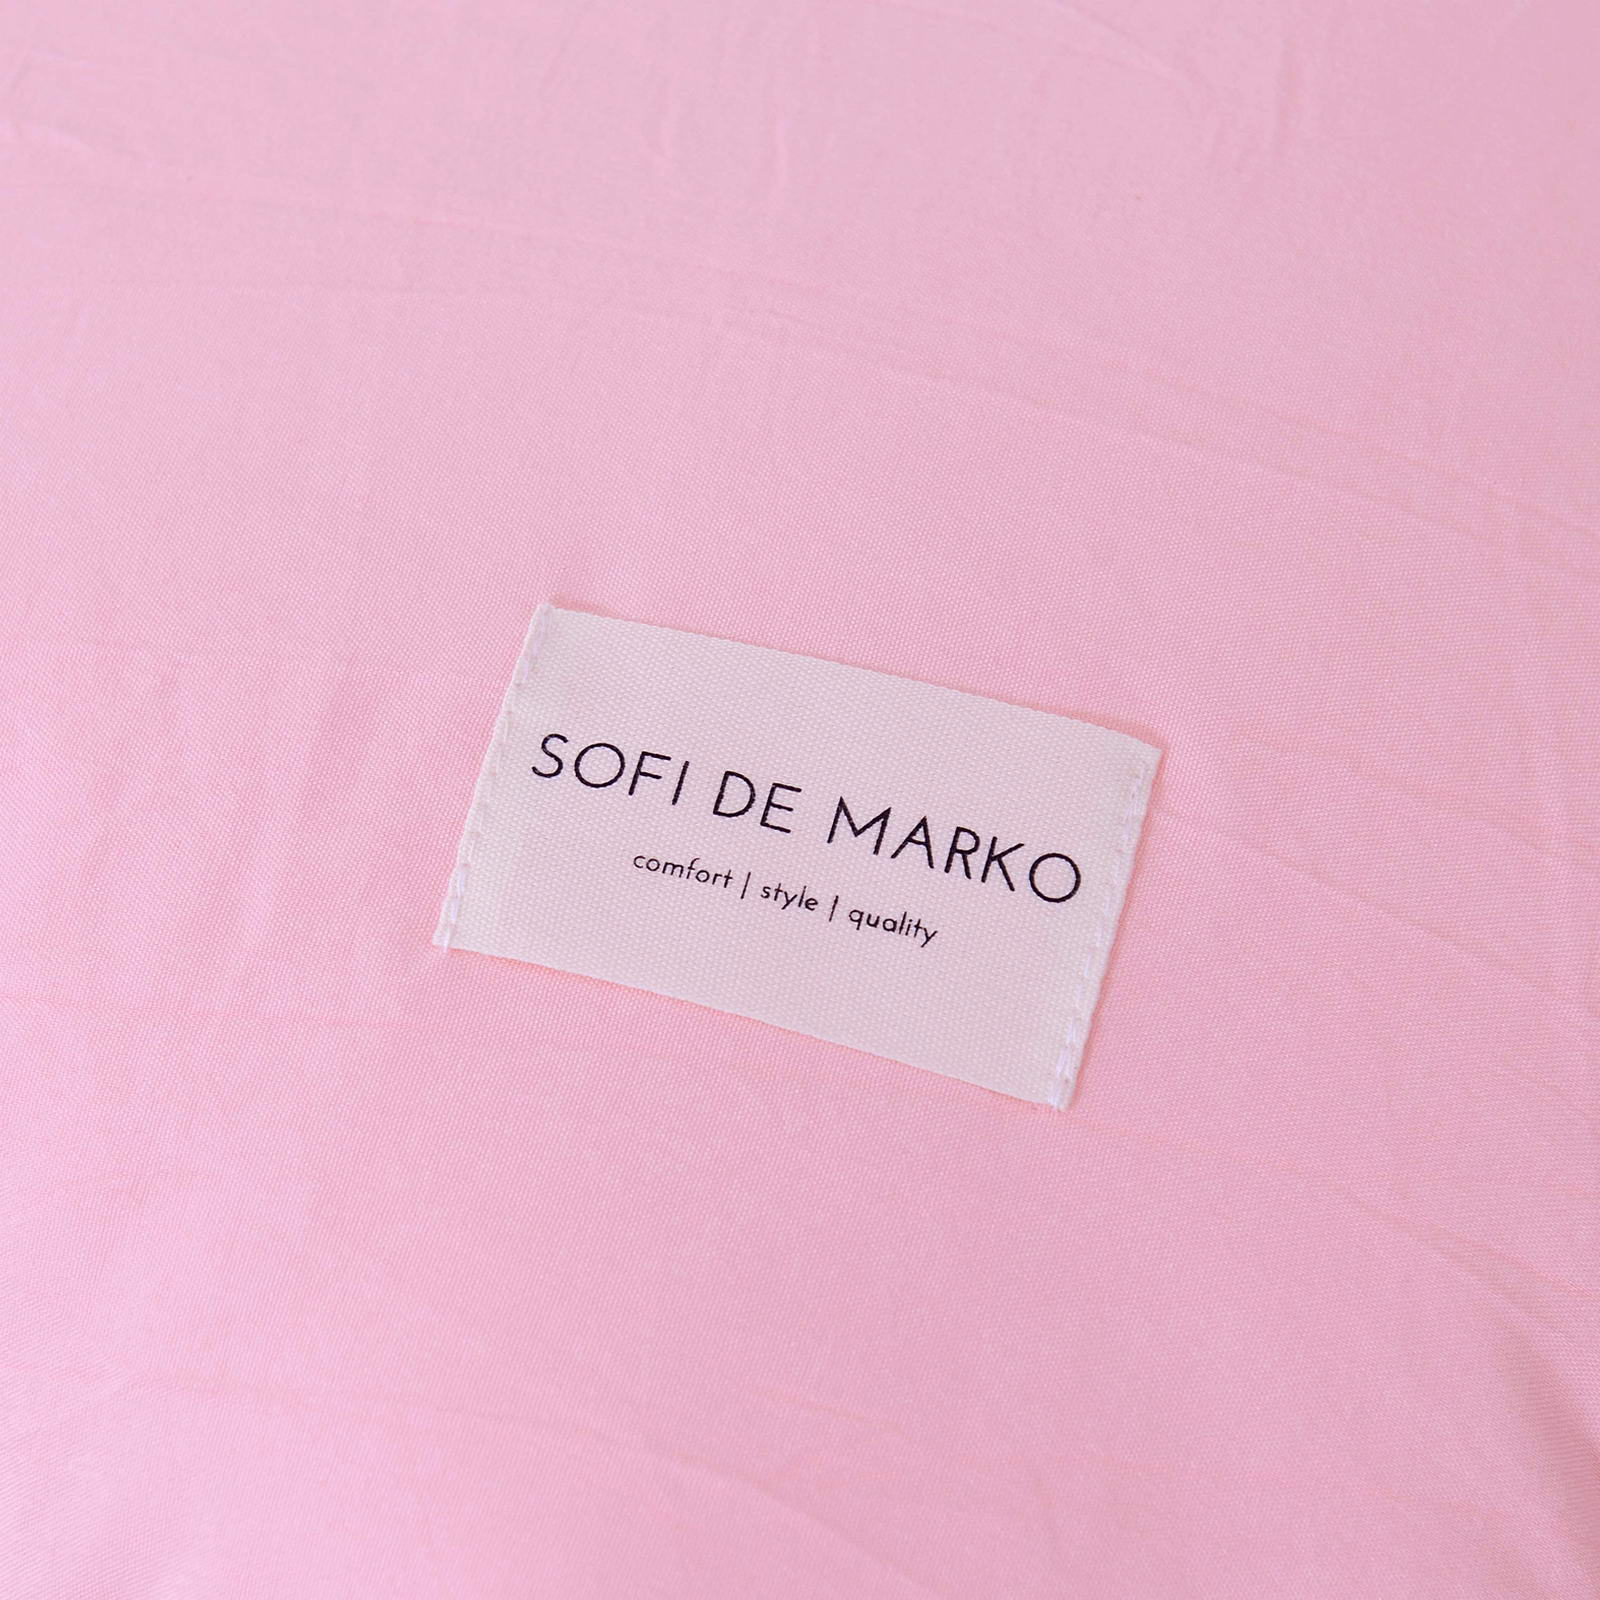 SOFI DE MARKO
comfort | style | quality